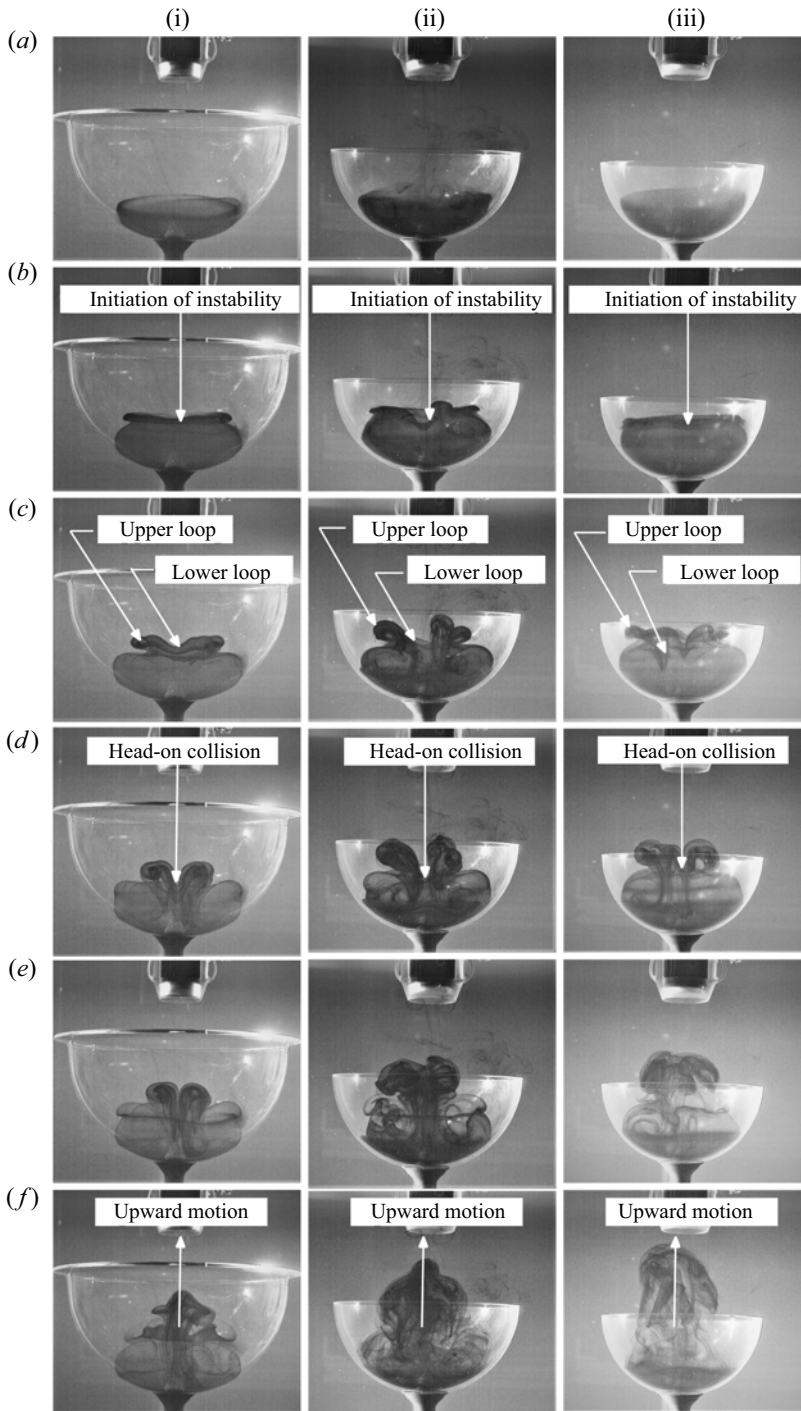 (i) (ii) (iii)
(a)
(b)
Initiation of instability Initiation of instability Initiation of instability
(c)
Upper loop Upper loop Upper loop
Lower loop Lower loop Lower loop
(d)
Head-on collision Head-on collision Head-on collision
(e)
(f)
Upward motion Upward motion Upward motion